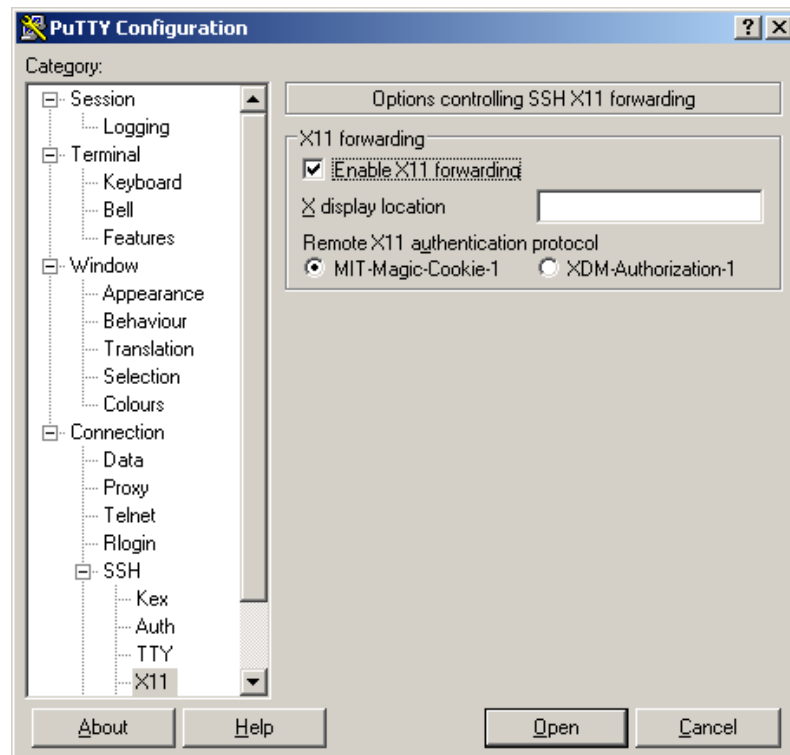 PuTTY Configuration
Category:
Session
Logging
Terminal
Keyboard
Bell
Features
Window
Appearance
Behaviour
Translation
Selection
Colours
Connection
Data
Proxy
Telnet
Rlogin
SSH
Kex
Auth
TTY
X11
Options controlling SSH X11 forwarding
X11 forwarding
Enable X11 forwarding
X display location
Remote X11 authentication protocol
MIT-Magic-Cookie-1 XDM-Authorization-1
About Help Open Cancel